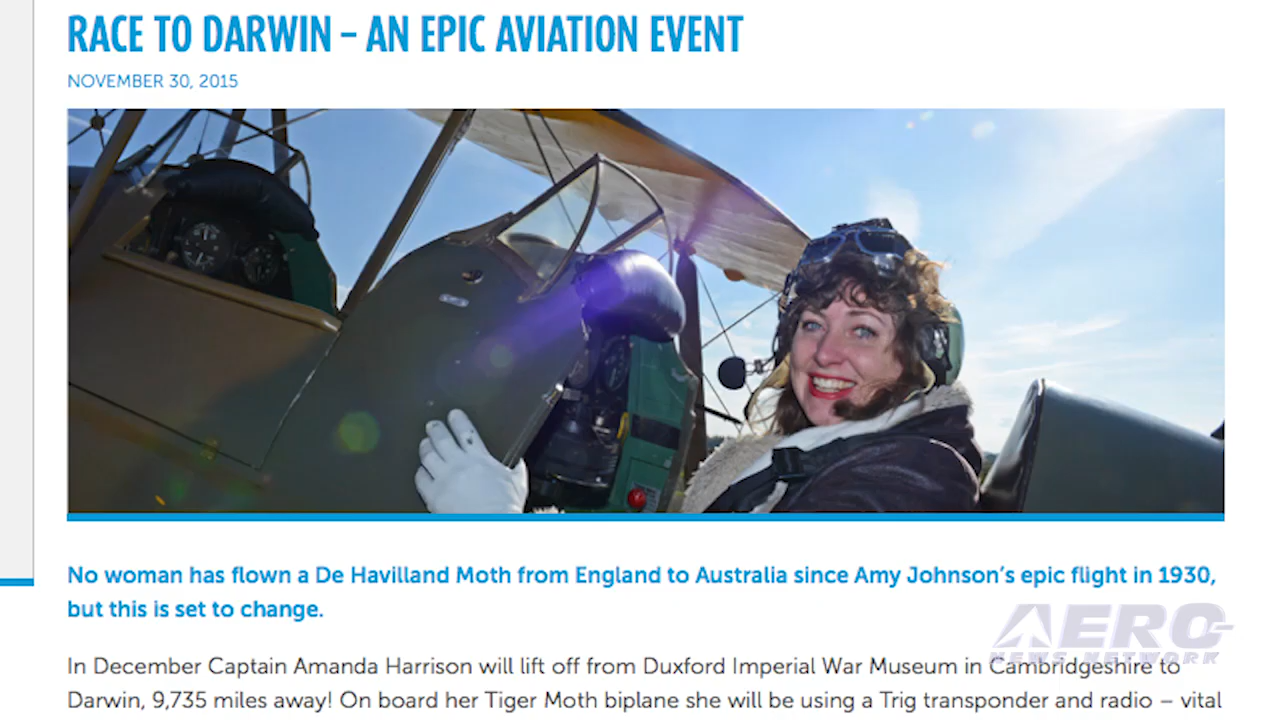 RACE TO DARWIN – AN EPIC AVIATION EVENT
NOVEMBER 30, 2015
No woman has flown a De Havilland Moth from England to Australia since Amy Johnson's epic flight in 1930,
but this is set to change.
In December Captain Amanda Harrison will lift off from Duxford Imperial War Museum in Cambridgeshire to
Darwin, 9,735 miles away! On board her Tiger Moth biplane she will be using a Trig transponder and radio – vital
AERO
NEWS NETWORK